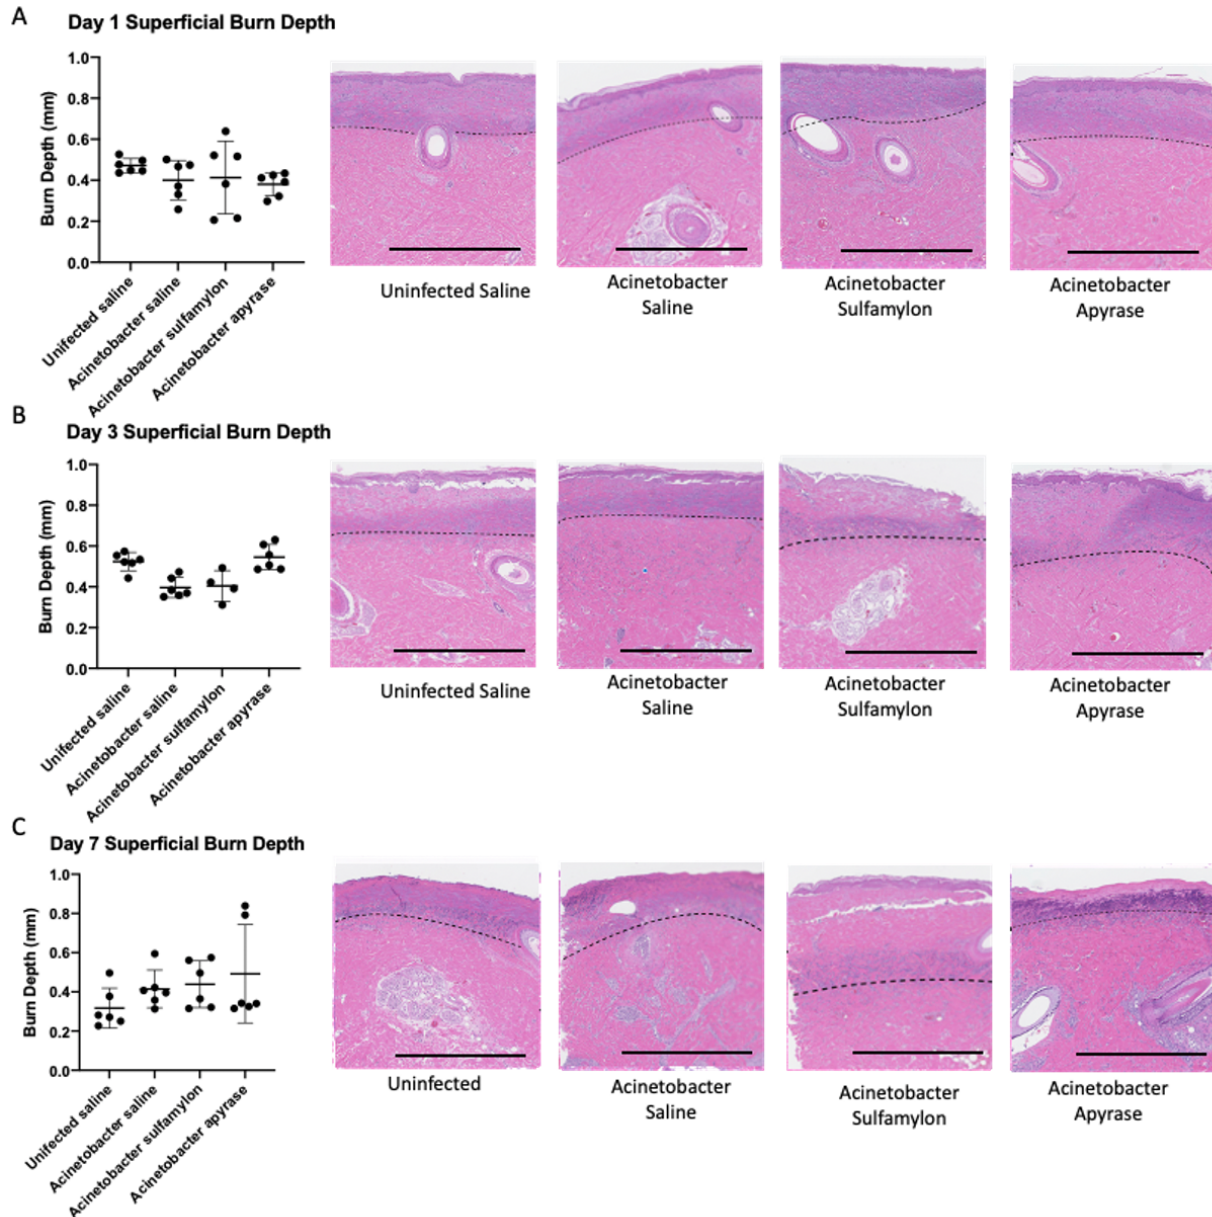 A
Day 1 Superficial Burn Depth
Burn Depth (mm)
1.0
0.8
0.6
0.4
0.2
0.0
Unifected saline
Acinetobacter saline
Acinetobacter sulfamylon
Acinetobacter apyrase
Uninfected Saline
Acinetobacter
Saline
Acinetobacter
Sulfamylon
Acinetobacter
Apyrase
B
Day 3 Superficial Burn Depth
Burn Depth (mm)
1.0
0.8
0.6
0.4
0.2
0.0
Unifected saline
Acinetobacter saline
Acinetobacter sulfamylon
Acinetobacter apyrase
Uninfected Saline
Acinetobacter
Saline
Acinetobacter
Sulfamylon
Acinetobacter
Apyrase
C
Day 7 Superficial Burn Depth
Burn Depth (mm)
1.0
0.8
0.6
0.4
0.2
0.0
Unifected saline
Acinetobacter saline
Acinetobacter sulfamylon
Acinetobacter apyrase
Uninfected
Acinetobacter
Saline
Acinetobacter
Sulfamylon
Acinetobacter
Apyrase